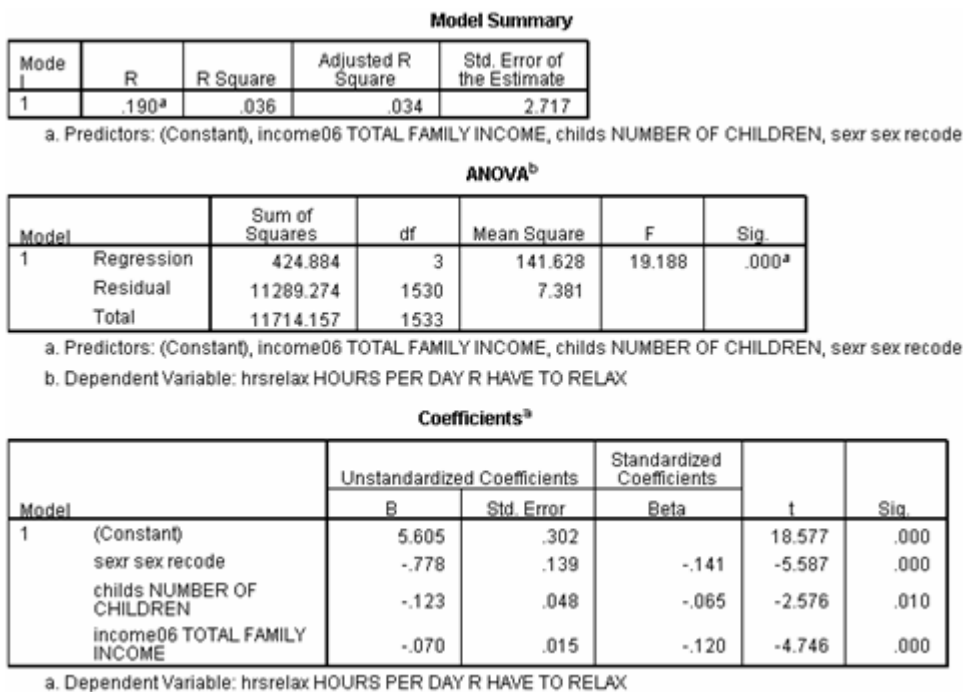 Model Summary
Mode
l R R Square Adjusted R
Square Std. Error of
the Estimate
1 .190a .036 .034 2.717
a. Predictors: (Constant), income06 TOTAL FAMILY INCOME, childs NUMBER OF CHILDREN, sexr sex recode
ANOVAb
Model Sum of
Squares df Mean Square F Sig.
1 Regression 424.884 3 141.628 19.188 .000a
Residual 11289.274 1530 7.381
Total 11714.157 1533
a. Predictors: (Constant), income06 TOTAL FAMILY INCOME, childs NUMBER OF CHILDREN, sexr sex recode
b. Dependent Variable: hrsrelax HOURS PER DAY R HAVE TO RELAX
Coefficientsa
Model Unstandardized Coefficients Standardized
Coefficients t Sig.
B Std. Error Beta
1 (Constant) 5.605 .302 18.577 .000
sexr sex recode -.778 .139 -.141 -5.587 .000
childs NUMBER OF
CHILDREN -.123 .048 -.065 -2.576 .010
income06 TOTAL FAMILY
INCOME -.070 .015 -.120 -4.746 .000
a. Dependent Variable: hrsrelax HOURS PER DAY R HAVE TO RELAX